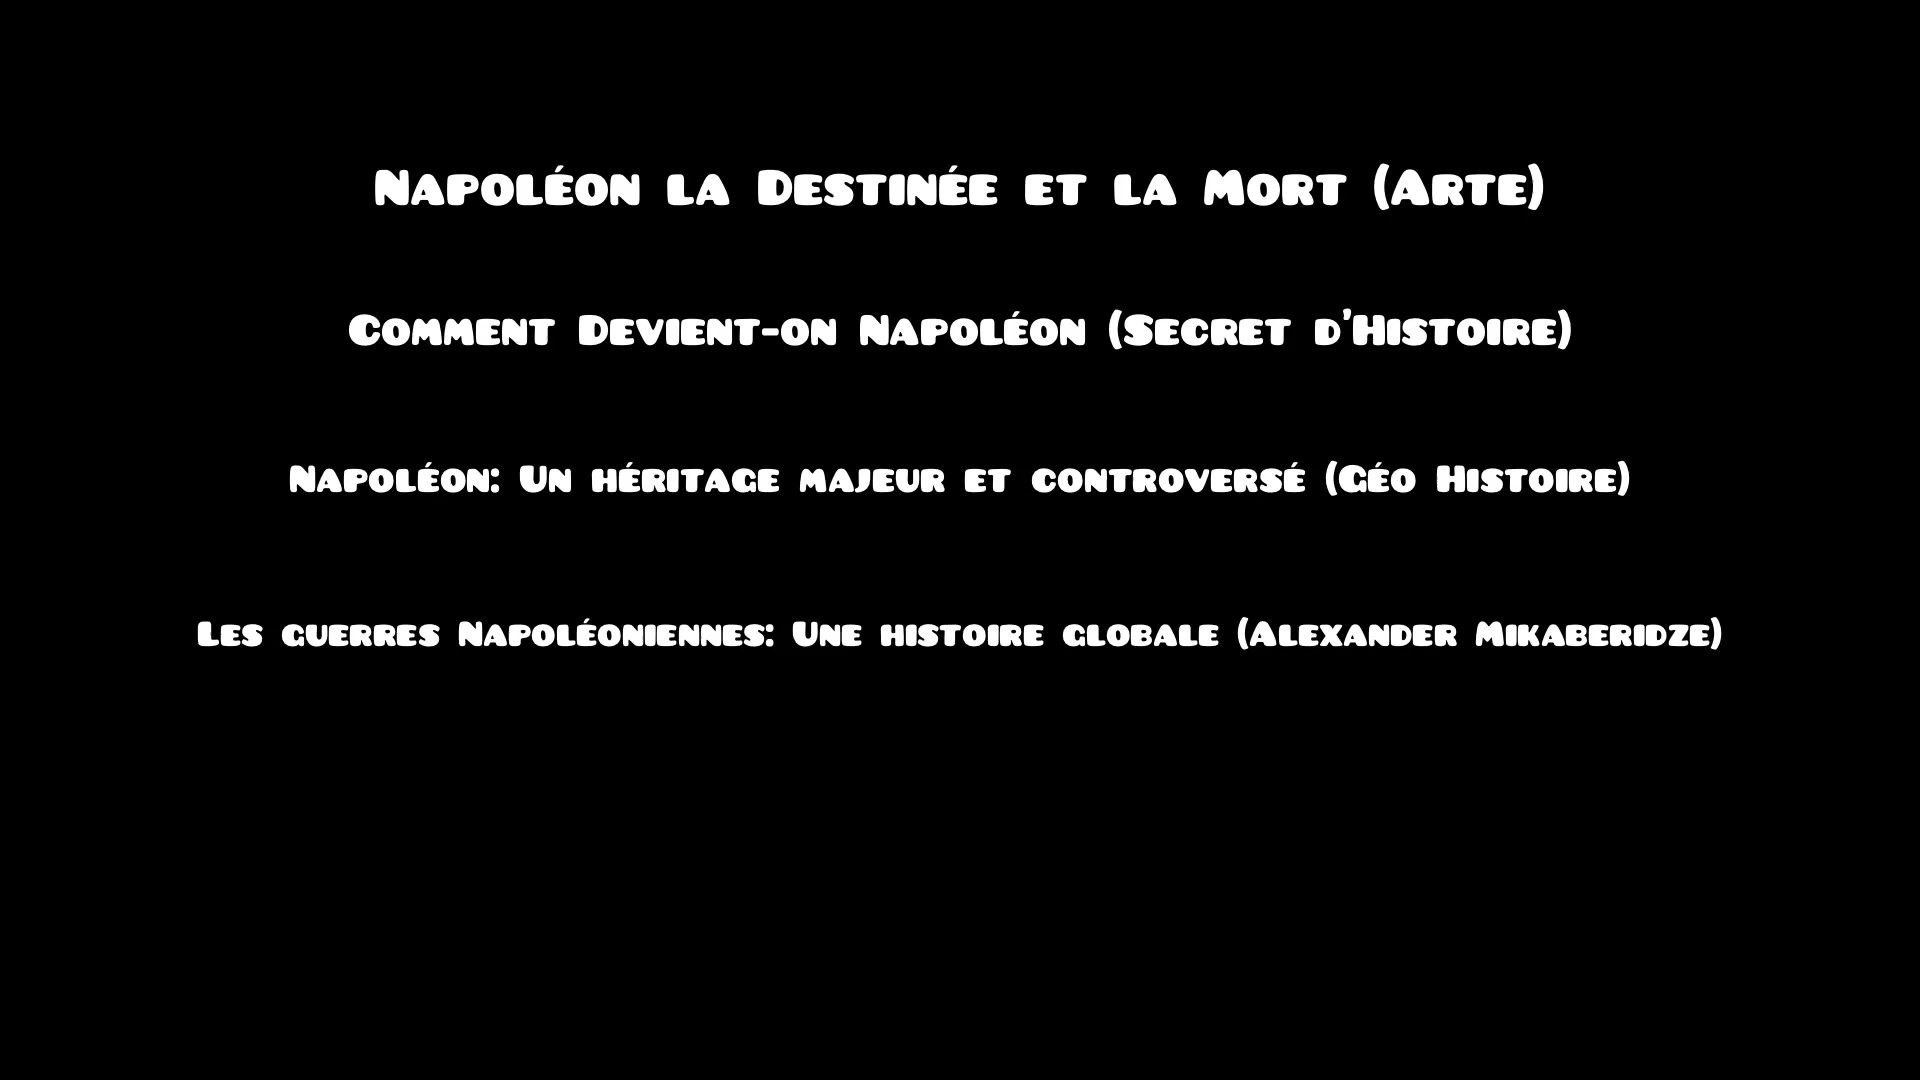 Napoléon la Destinée et la Mort (Arte)
Comment Devient-on Napoléon (Secret d'Histoire)
Napoléon: Un héritage majeur et controversé (Géo Histoire)
Les guerres Napoléoniennes: Une histoire globale (Alexander Mikaberidze)